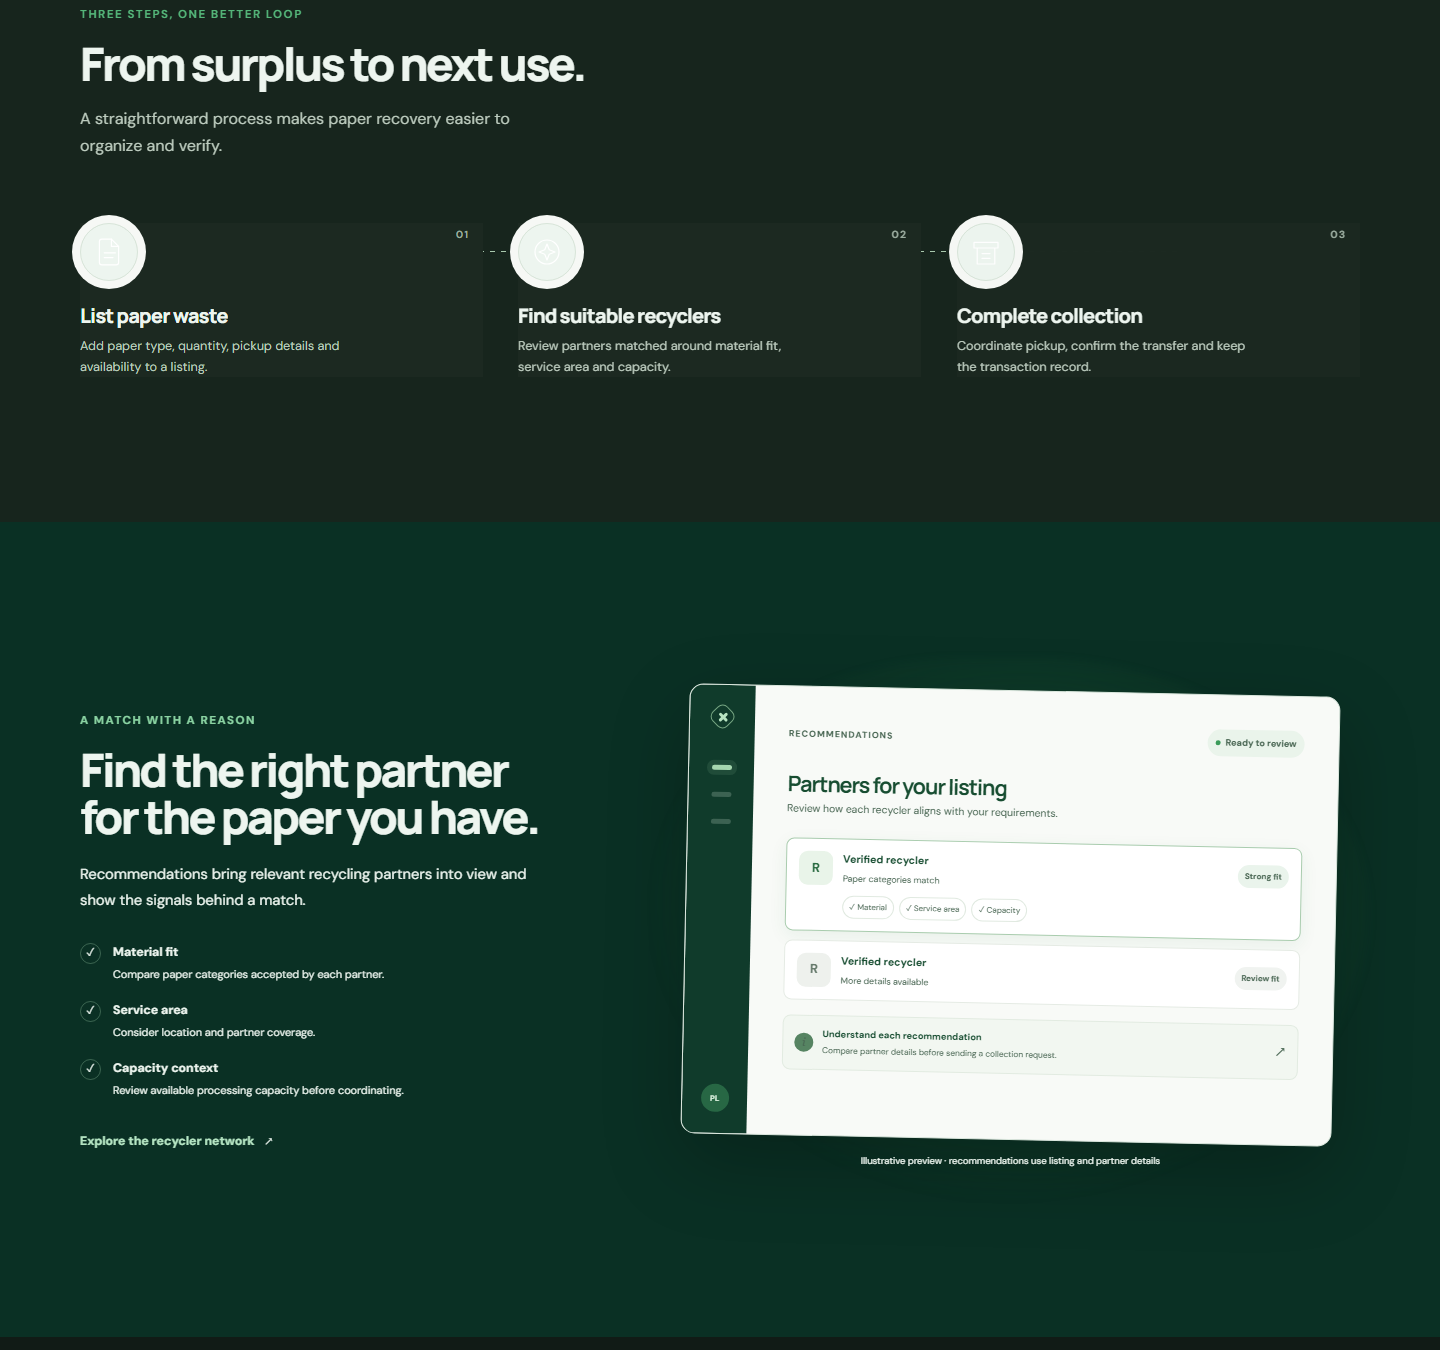 THREE STEPS, ONE BETTER LOOP
From surplus to next use.
A straightforward process makes paper recovery easier to
organize and verify.
01
List paper waste
Add paper type, quantity, pickup details and
availability to a listing.
02
Find suitable recyclers
Review partners matched around material fit,
service area and capacity.
03
Complete collection
Coordinate pickup, confirm the transfer and keep
the transaction record.
A MATCH WITH A REASON
Find the right partner
for the paper you have.
Recommendations bring relevant recycling partners into view and
show the signals behind a match.
✓ Material fit
Compare paper categories accepted by each partner.
✓ Service area
Consider location and partner coverage.
✓ Capacity context
Review available processing capacity before coordinating.
Explore the recycler network ↗
RECOMMENDATIONS
Ready to review
Partners for your listing
Review how each recycler aligns with your requirements.
R
Verified recycler
Paper categories match
✓ Material ✓ Service area ✓ Capacity
Strong fit
R
Verified recycler
More details available
Review fit
Understand each recommendation
Compare partner details before sending a collection request.
↗
PL
Illustrative preview · recommendations use listing and partner details